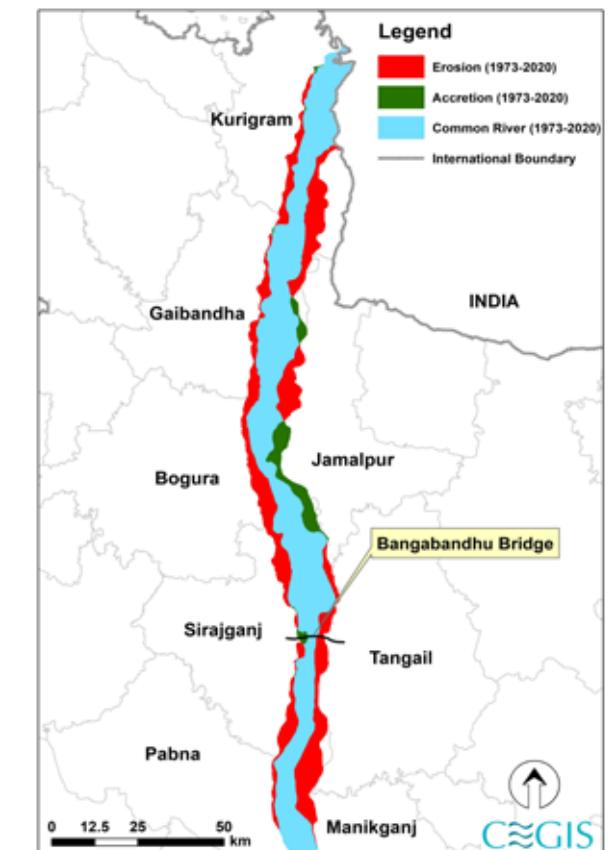 Legend
Erosion (1973-2020)
Accretion (1973-2020)
Common River (1973-2020)
International Boundary
Kurigram
INDIA
Gaibandha
Jamalpur
Bogura
Bangabandhu Bridge
Sirajganj
Tangail
Pabna
Manikganj
0 12.5 25 50
km
CEGIS